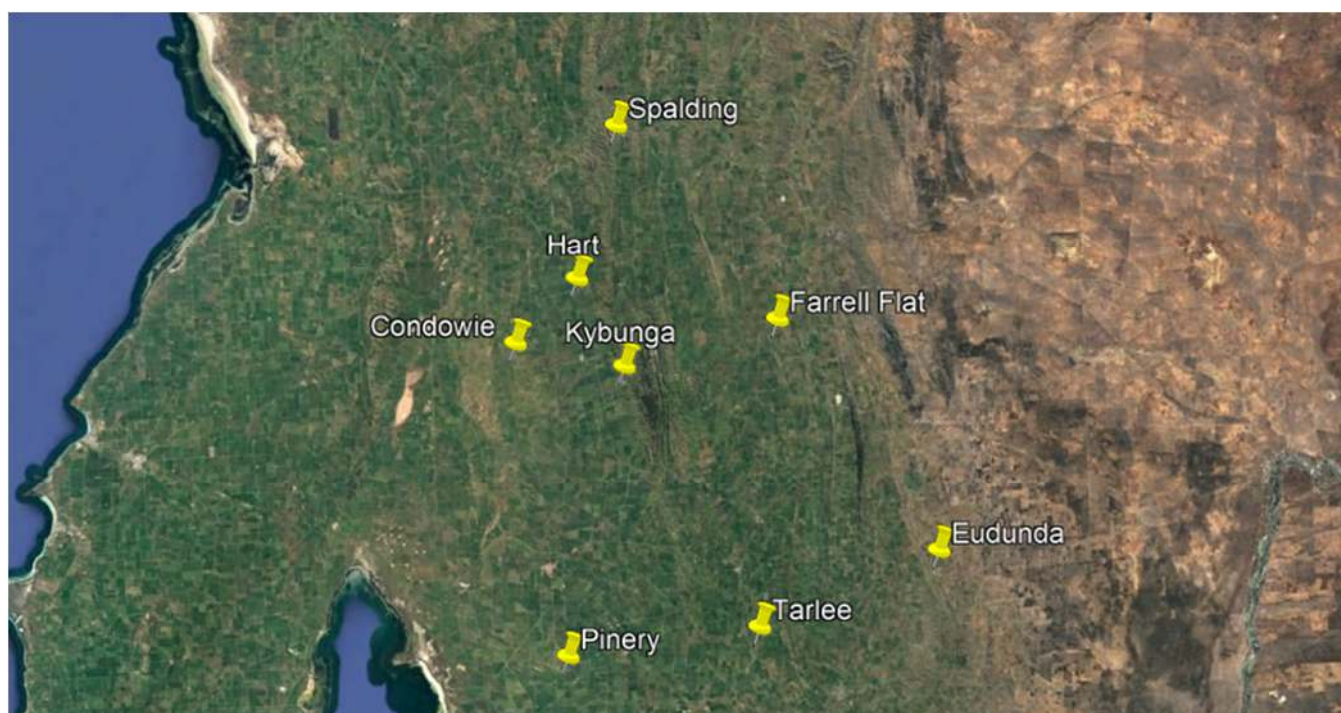 Spalding
Hart
Farrell Flat
Condowie
Kybunga
Eudunda
Tarlee
Pinery